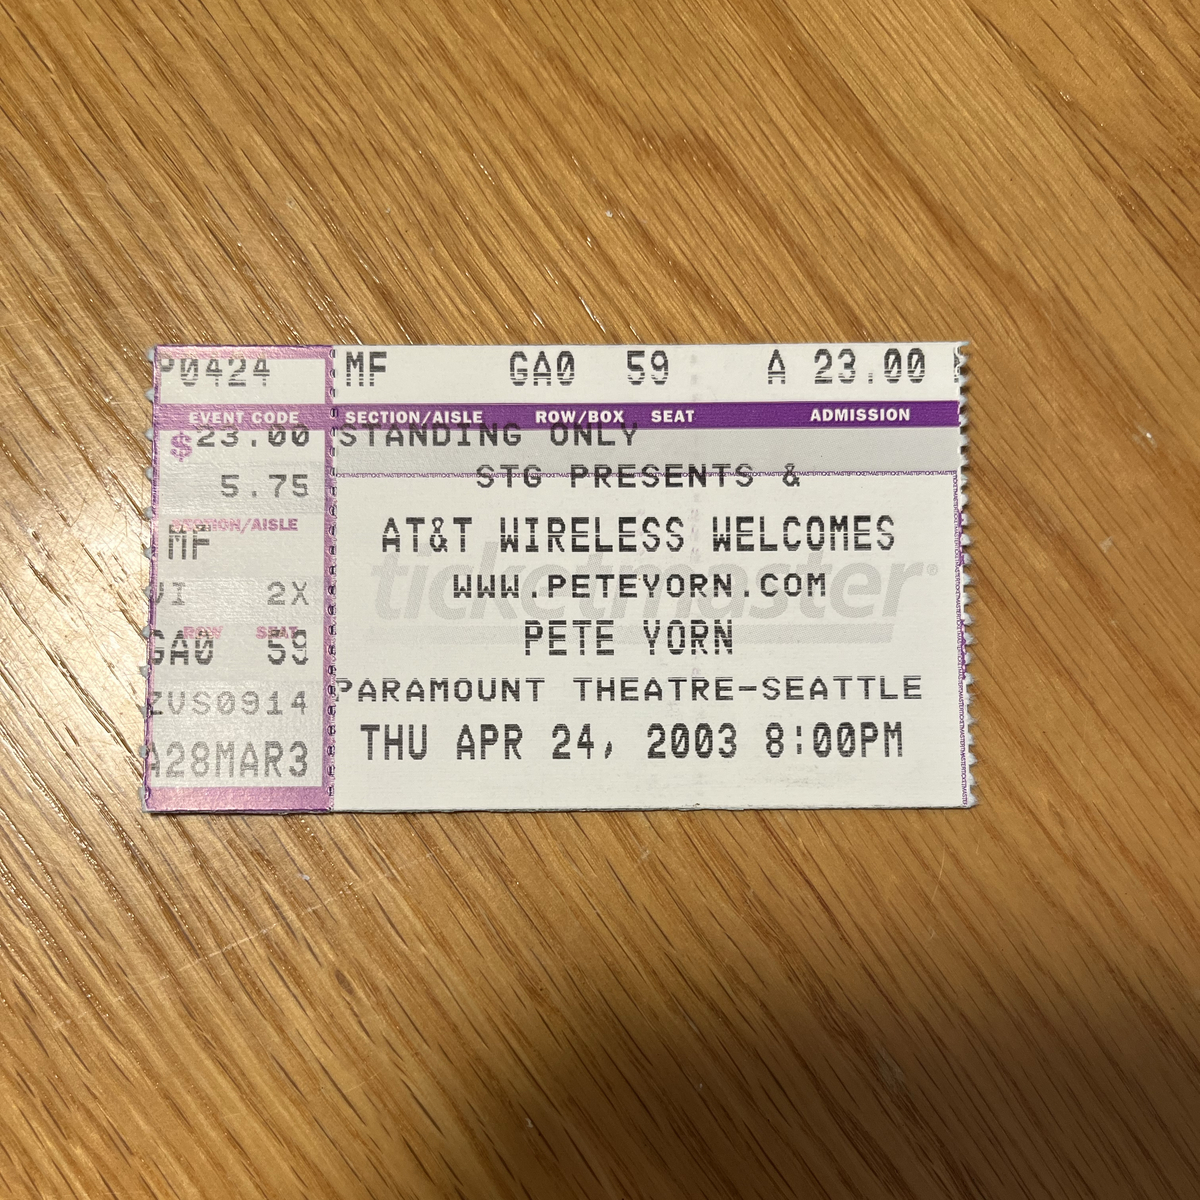 P0424 MF GA0 59 A 23.00
EVENT CODE SECTION/AISLE ROW/BOX SEAT ADMISSION
$ 23.00 STANDING ONLY
STG PRESENTS &
5.75
SECTION/AISLE
AT&T WIRELESS WELCOMES
MF
ticketmaster®
WWW.PETEYORN.COM
VI 2X
ROW SEAT
GA0 59
PETE YORN
ZVS0914
PARAMOUNT THEATRE-SEATTLE
A28MAR3
THU APR 24, 2003 8:00PM